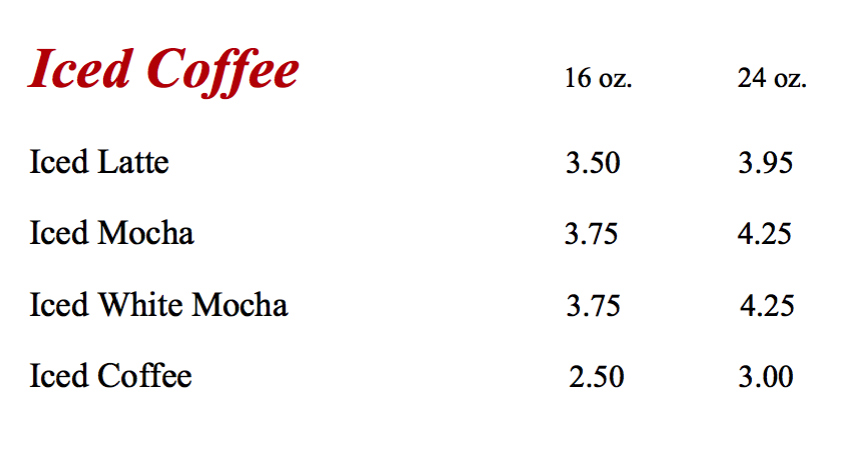 Iced Coffee 16 oz. 24 oz.
Iced Latte 3.50 3.95
Iced Mocha 3.75 4.25
Iced White Mocha 3.75 4.25
Iced Coffee 2.50 3.00